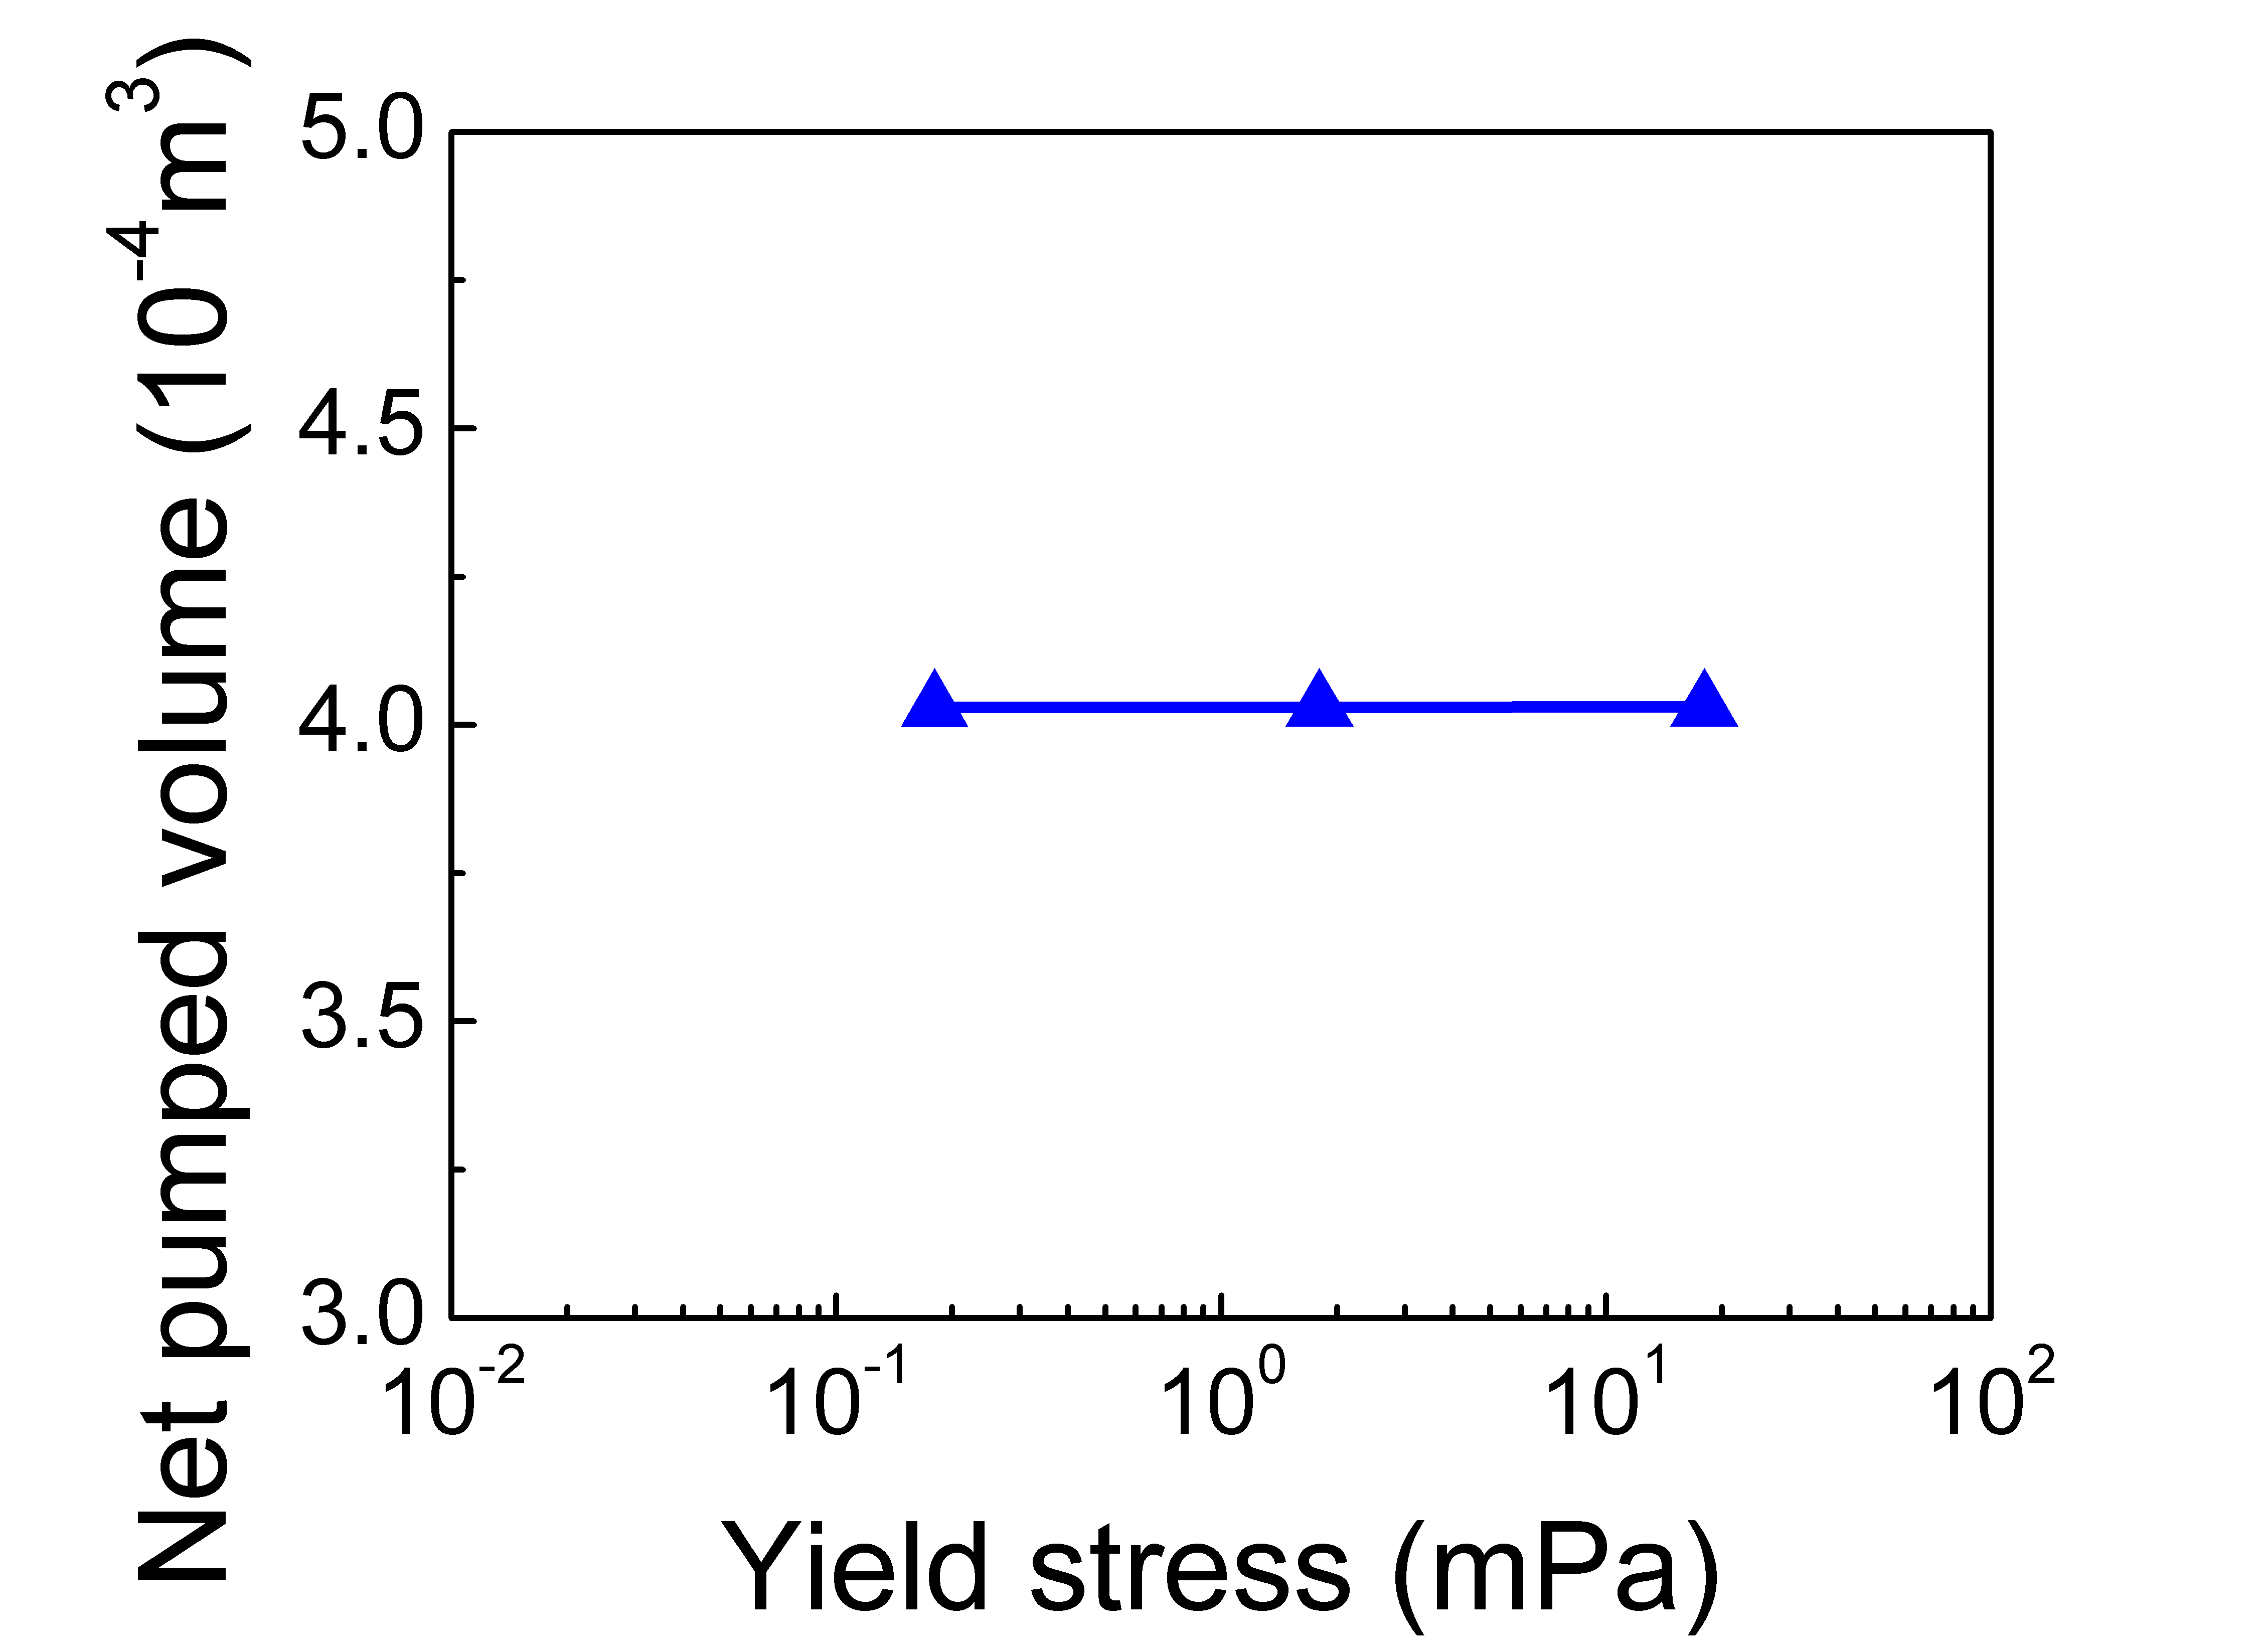 Net pumped volume (10⁻⁴m³)
5.0
4.5
4.0
3.5
3.0
10⁻² 10⁻¹ 10⁰ 10¹ 10²
Yield stress (mPa)